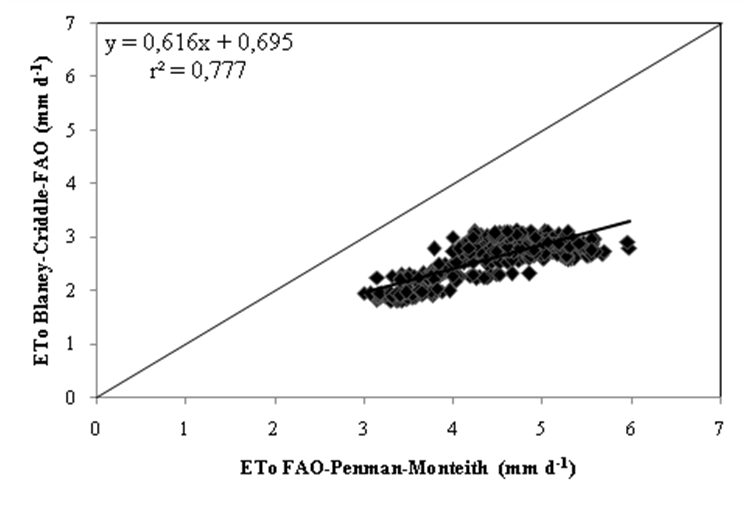 y = 0,616x + 0,695
r² = 0,777
ETo Blaney-Criddle-FAO (mm d⁻¹)
7
6
5
4
3
2
1
0
0 1 2 3 4 5 6 7
ETo FAO-Penman-Monteith (mm d⁻¹)